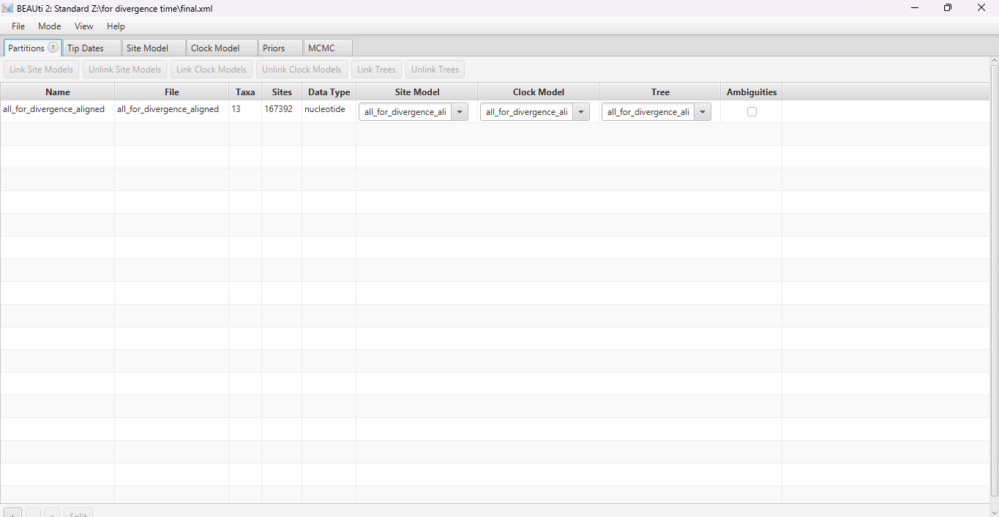 BEAUti 2: Standard Z:\for divergence time\final.xml
File Mode View Help
Partitions ? Tip Dates Site Model Clock Model Priors MCMC
Link Site Models Unlink Site Models Link Clock Models Unlink Clock Models Link Trees Unlink Trees
Name File Taxa Sites Data Type Site Model Clock Model Tree Ambiguities
all_for_divergence_aligned all_for_divergence_aligned 13 167392 nucleotide all_for_divergence_ali all_for_divergence_ali all_for_divergence_ali
+ - r Split